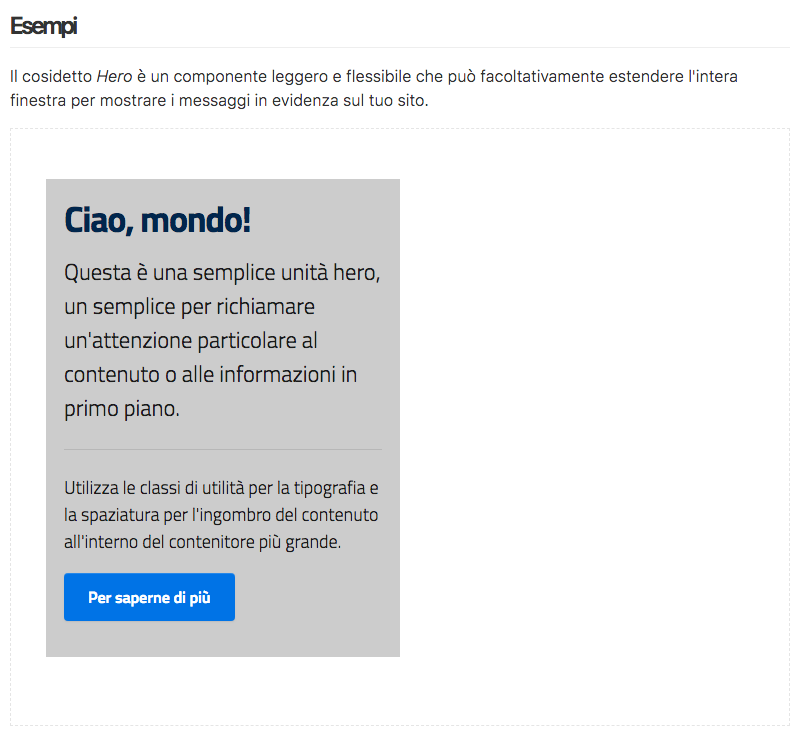 Esempi
Il cosidetto Hero è un componente leggero e flessibile che può facoltativamente estendere l'intera
finestra per mostrare i messaggi in evidenza sul tuo sito.
Ciao, mondo!
Questa è una semplice unità hero,
un semplice per richiamare
un'attenzione particolare al
contenuto o alle informazioni in
primo piano.
Utilizza le classi di utilità per la tipografia e
la spaziatura per l'ingombro del contenuto
all'interno del contenitore più grande.
Per saperne di più